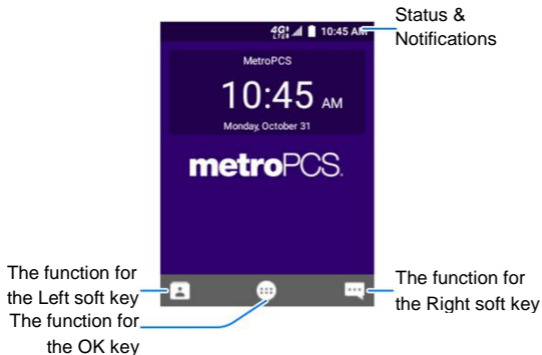 4G LTE 10:45 AM
Status &
Notifications
MetroPCS
10:45 AM
Monday, October 31
metroPCS.
The function for
the Left soft key
The function for
the OK key
The function for
the Right soft key